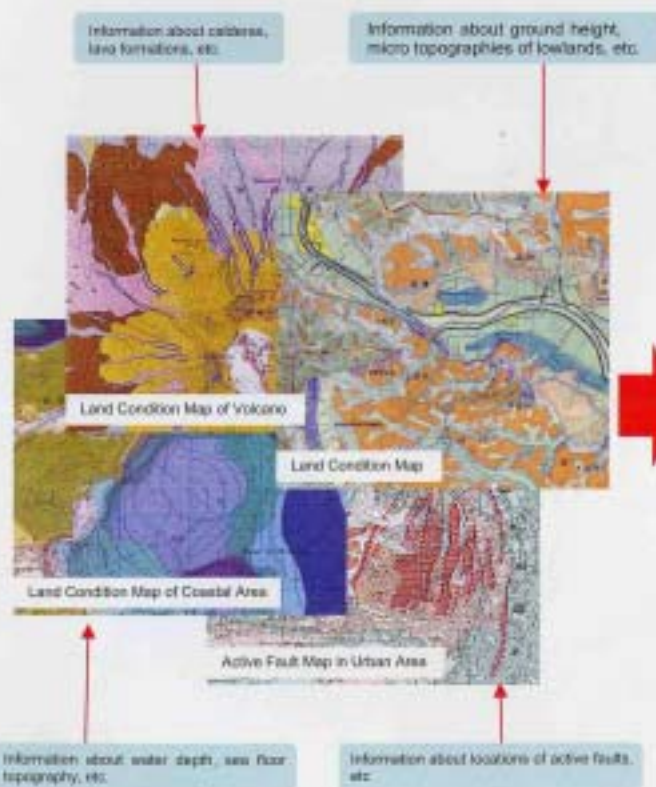 Information about calderas,
lava formations, etc.
Information about ground height,
micro topographies of lowlands, etc.
Land Condition Map of Volcano
Land Condition Map
Land Condition Map of Coastal Area
Active Fault Map in Urban Area
Information about water depth, sea floor
topography, etc.
Information about locations of active faults,
etc